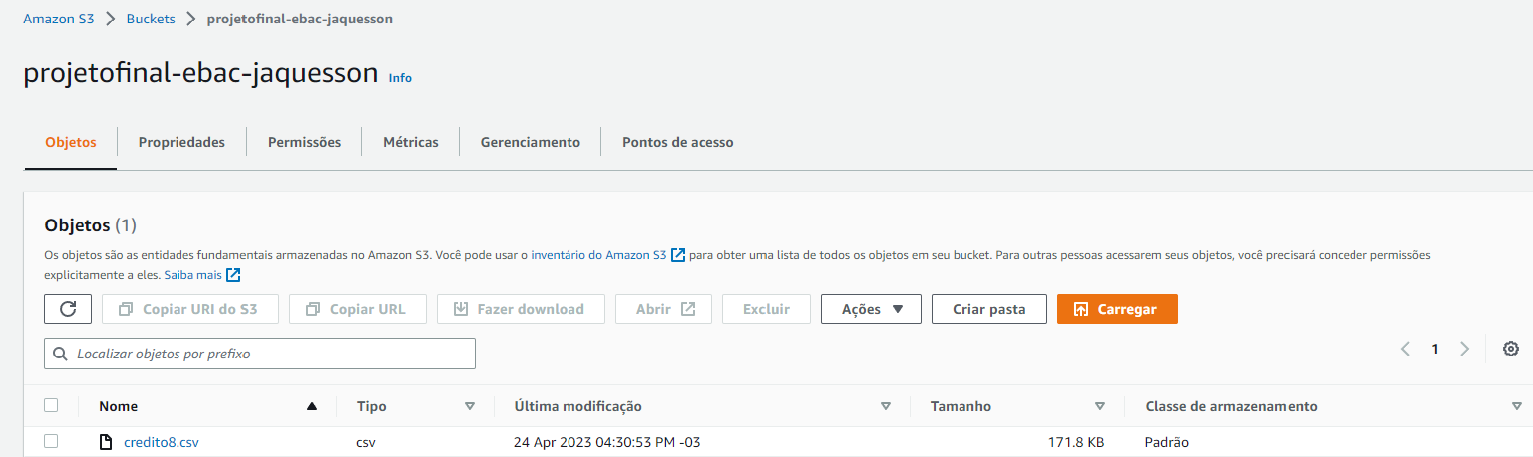 Amazon S3 > Buckets > projetofinal-ebac-jaquesson
projetofinal-ebac-jaquesson Info
Objetos Propriedades Permissões Métricas Gerenciamento Pontos de acesso
Objetos (1)
Os objetos são as entidades fundamentais armazenadas no Amazon S3. Você pode usar o inventário do Amazon S3 para obter uma lista de todos os objetos em seu bucket. Para outras pessoas acessarem seus objetos, você precisará conceder permissões
explicitamente a eles. Saiba mais
Copiar URI do S3 Copiar URL Fazer download Abrir Excluir Ações Criar pasta Carregar
Localizar objetos por prefixo
1
Nome Tipo Última modificação Tamanho Classe de armazenamento
credito8.csv csv 24 Apr 2023 04:30:53 PM -03 171.8 KB Padrão